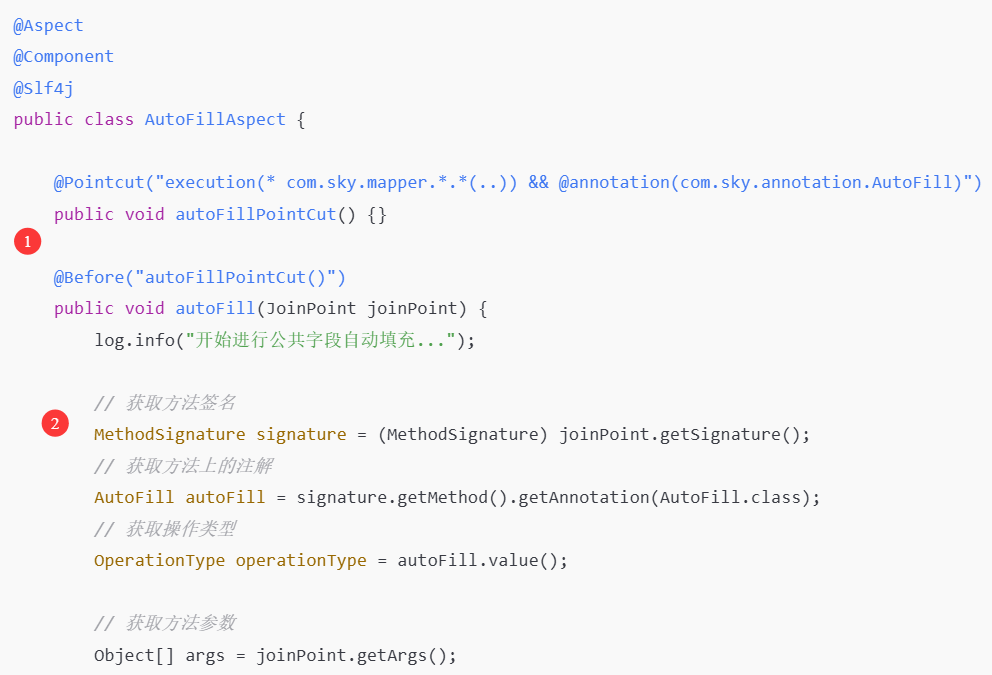 @Aspect
@Component
@Slf4j
public class AutoFillAspect {
@Pointcut("execution(* com.sky.mapper.*.*(..)) && @annotation(com.sky.annotation.AutoFill)")
public void autoFillPointCut() {}
1
@Before("autoFillPointCut()")
public void autoFill(JoinPoint joinPoint) {
log.info("开始进行公共字段自动填充...");
// 获取方法签名
2
MethodSignature signature = (MethodSignature) joinPoint.getSignature();
// 获取方法上的注解
AutoFill autoFill = signature.getMethod().getAnnotation(AutoFill.class);
// 获取操作类型
OperationType operationType = autoFill.value();
// 获取方法参数
Object[] args = joinPoint.getArgs();